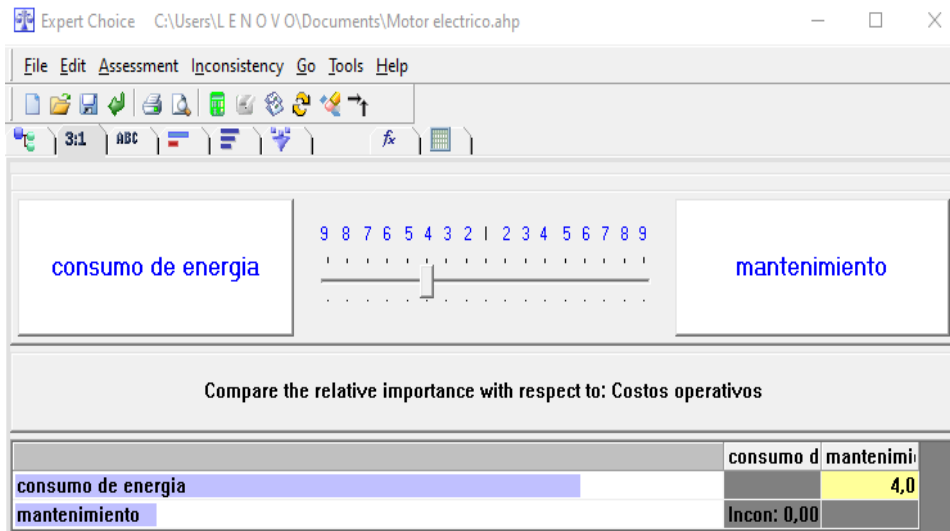 Expert Choice C:\Users\L E N O V O\Documents\Motor electrico.ahp
File Edit Assessment Inconsistency Go Tools Help
3:1 ABC fx
9 8 7 6 5 4 3 2 1 2 3 4 5 6 7 8 9
consumo de energia mantenimiento
Compare the relative importance with respect to: Costos operativos
consumo d mantenimi
consumo de energia 4,0
mantenimiento Incon: 0,00